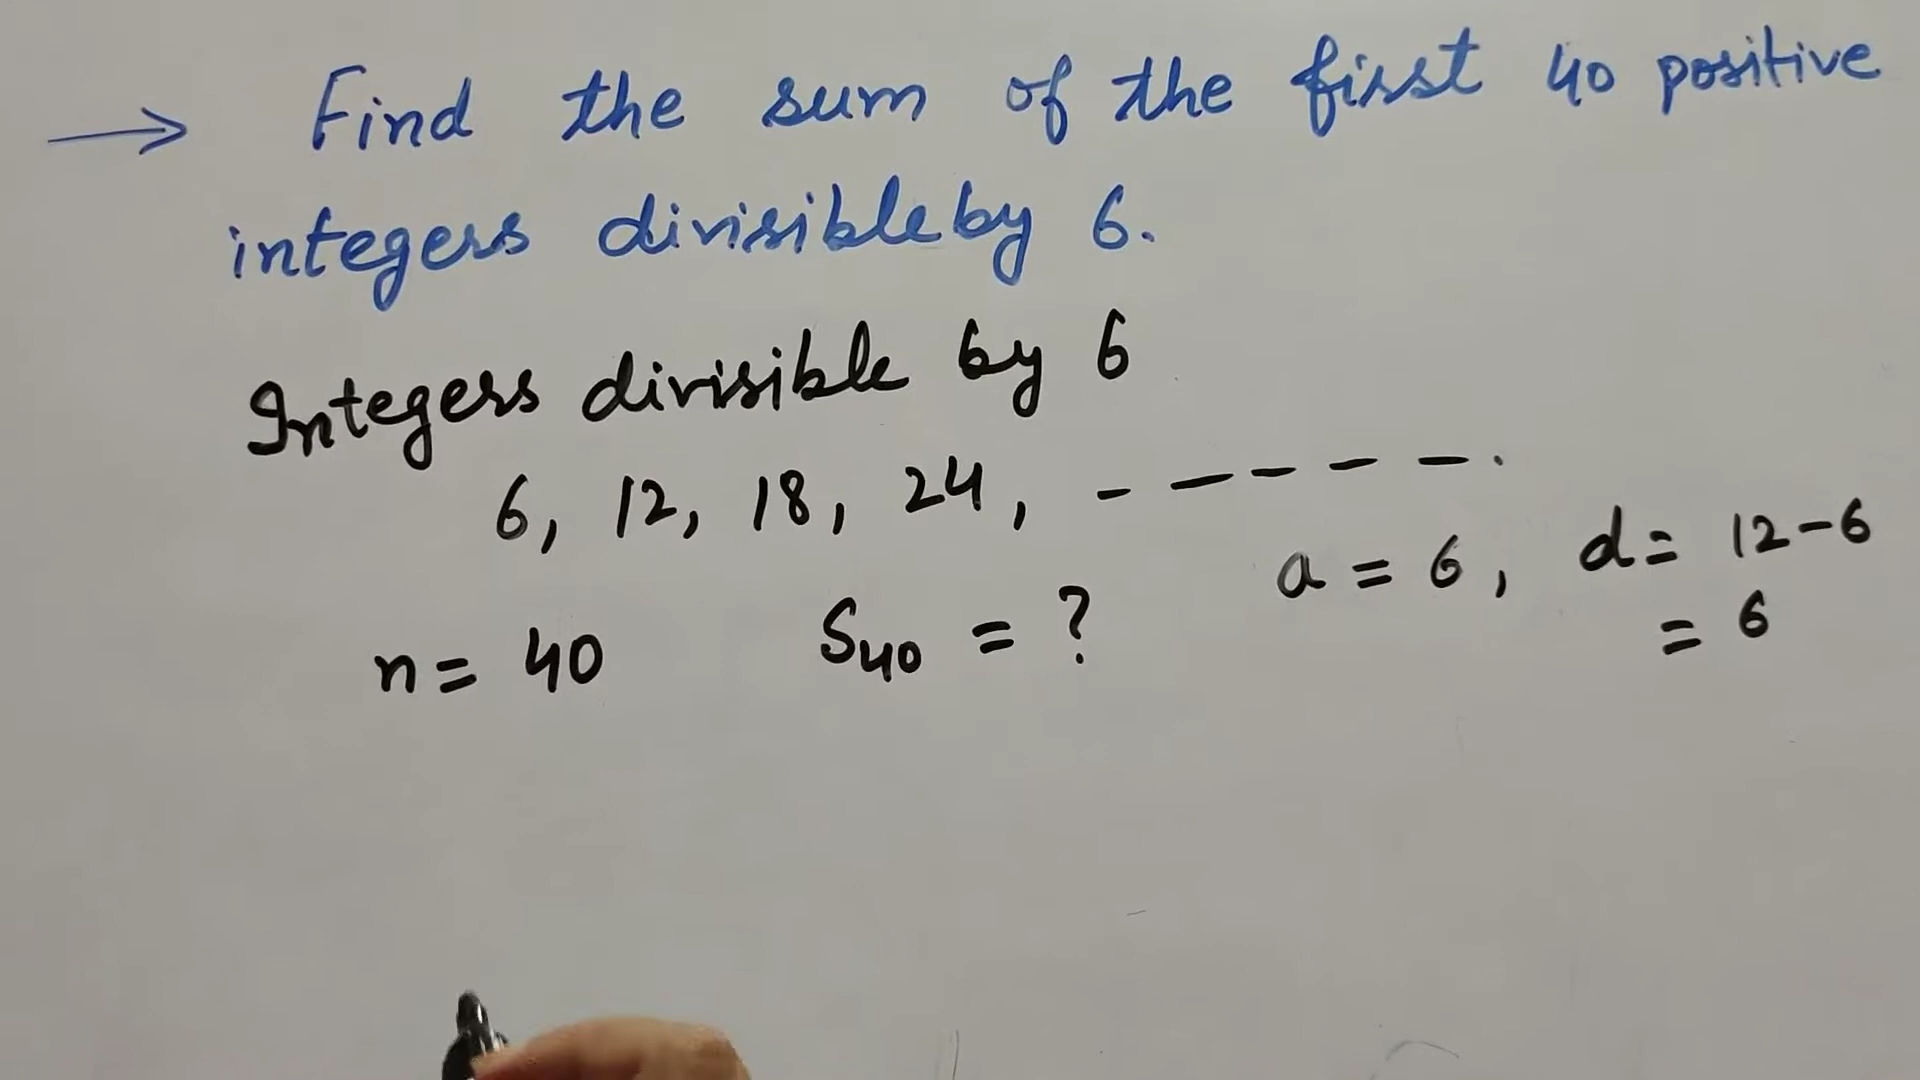 → Find the sum of the first 40 positive
integers divisible by 6.
Integers divisible by 6
6, 12, 18, 24, - - - - - .
a = 6, d = 12 - 6
= 6
n = 40 S₄₀ = ?